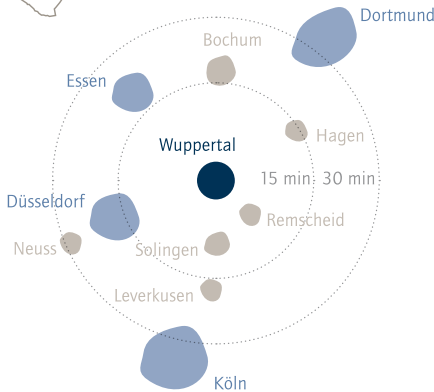 Dortmund
Bochum
Essen
Hagen
Wuppertal
15 min 30 min
Düsseldorf
Remscheid
Neuss
Solingen
Leverkusen
Köln